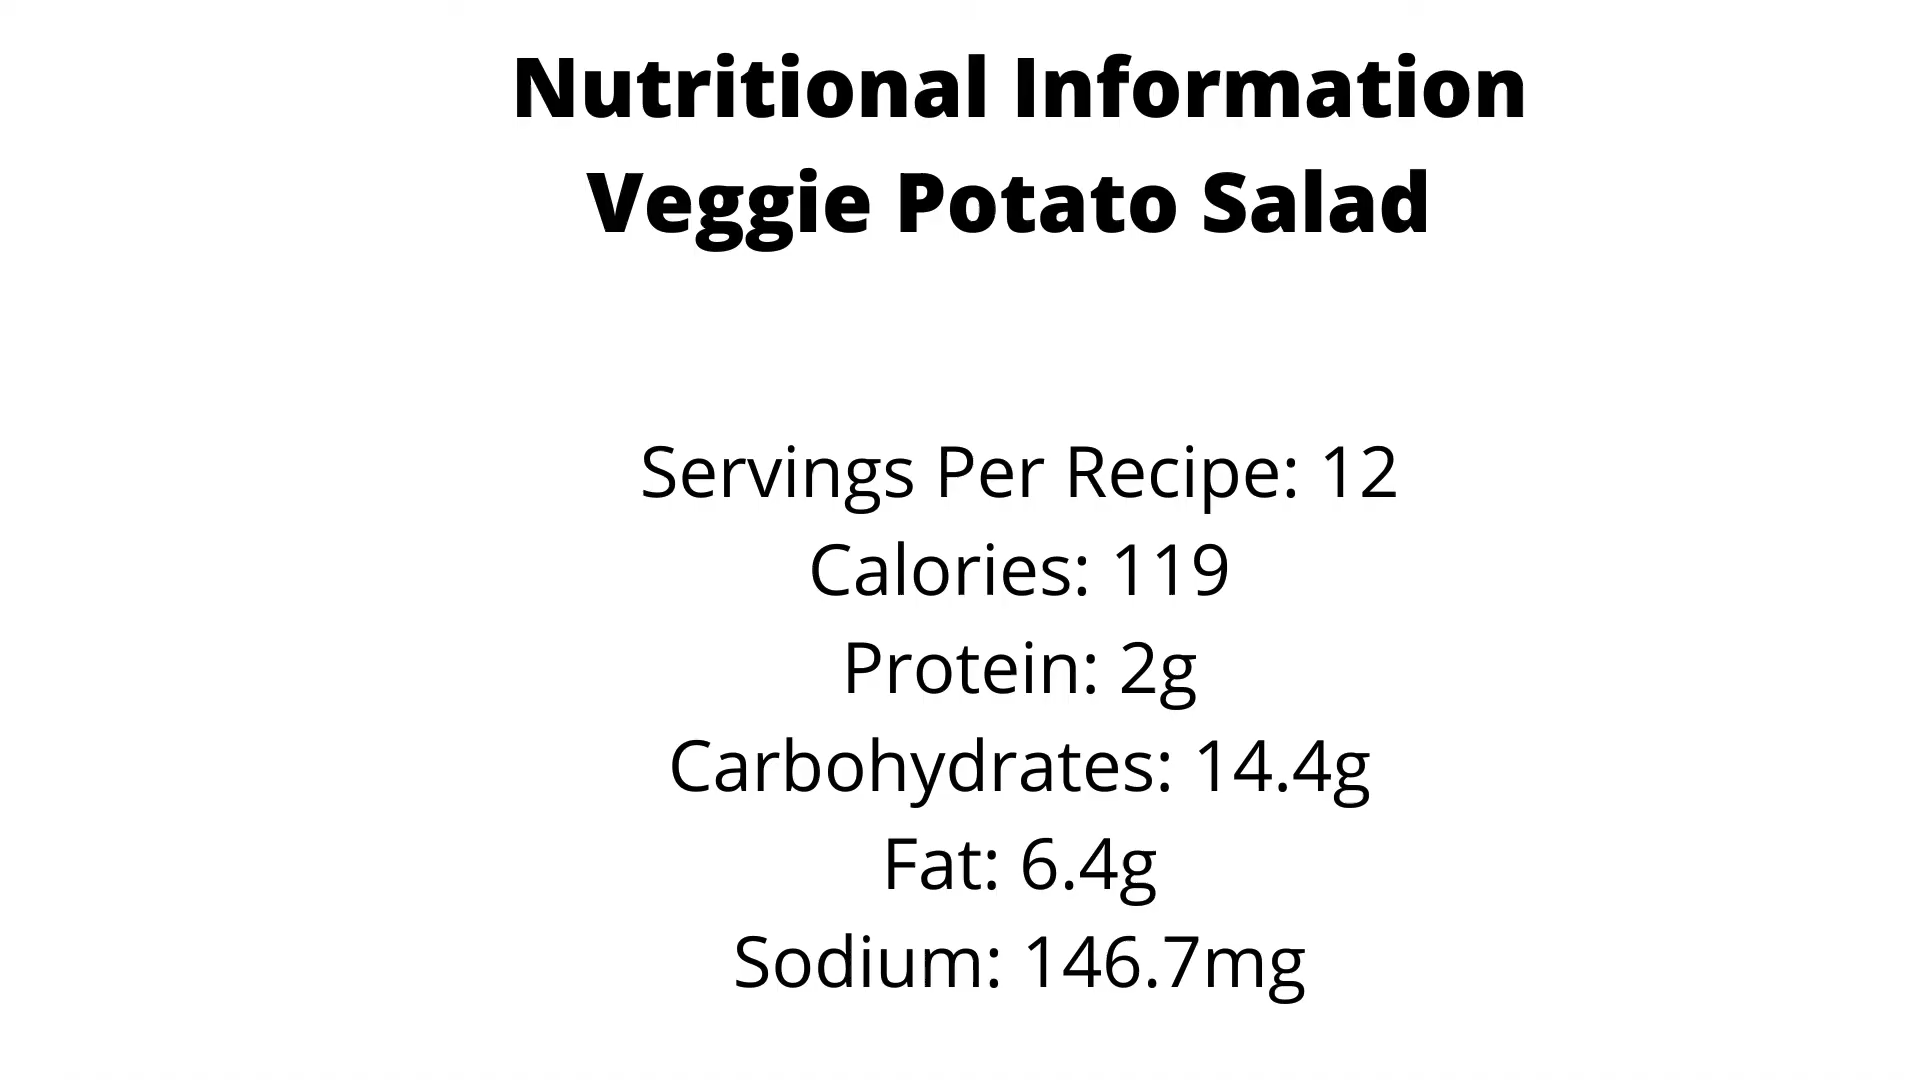 Nutritional Information
Veggie Potato Salad
Servings Per Recipe: 12
Calories: 119
Protein: 2g
Carbohydrates: 14.4g
Fat: 6.4g
Sodium: 146.7mg